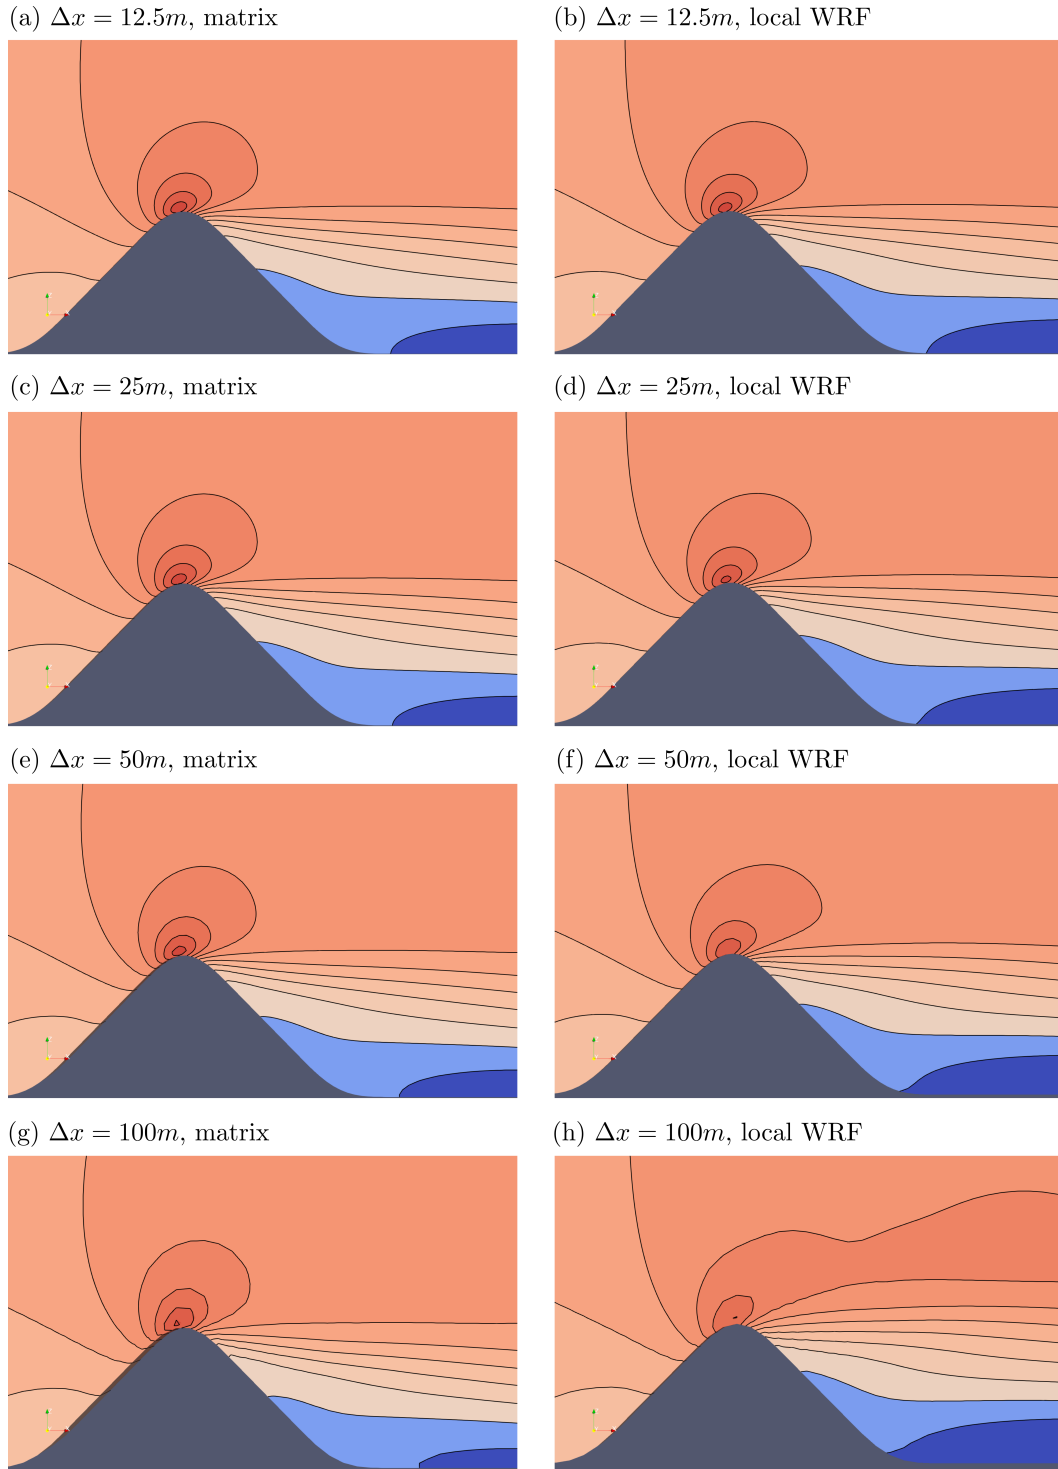 (a) Δx = 12.5m, matrix
(b) Δx = 12.5m, local WRF
(c) Δx = 25m, matrix
(d) Δx = 25m, local WRF
(e) Δx = 50m, matrix
(f) Δx = 50m, local WRF
(g) Δx = 100m, matrix
(h) Δx = 100m, local WRF